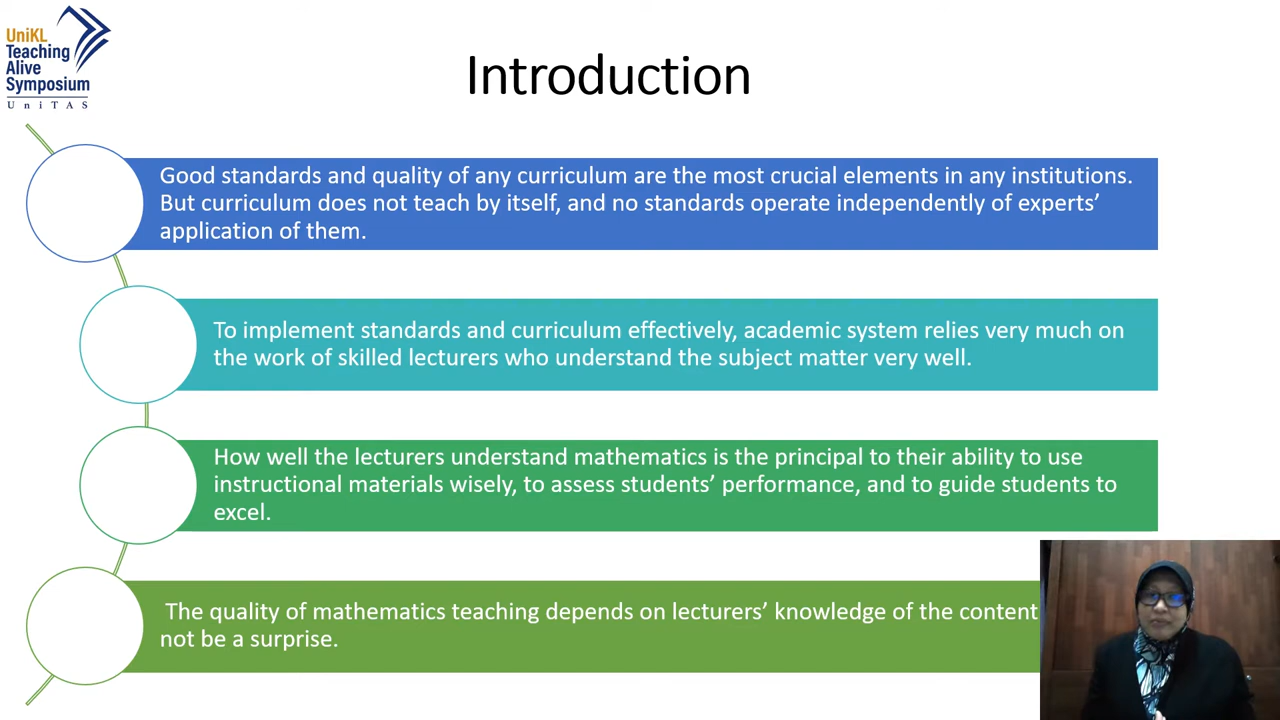 UniKL
Teaching
Alive
Symposium
UniTAS
Introduction
Good standards and quality of any curriculum are the most crucial elements in any institutions.
But curriculum does not teach by itself, and no standards operate independently of experts’
application of them.
To implement standards and curriculum effectively, academic system relies very much on
the work of skilled lecturers who understand the subject matter very well.
How well the lecturers understand mathematics is the principal to their ability to use
instructional materials wisely, to assess students’ performance, and to guide students to
excel.
The quality of mathematics teaching depends on lecturers’ knowledge of the content
not be a surprise.